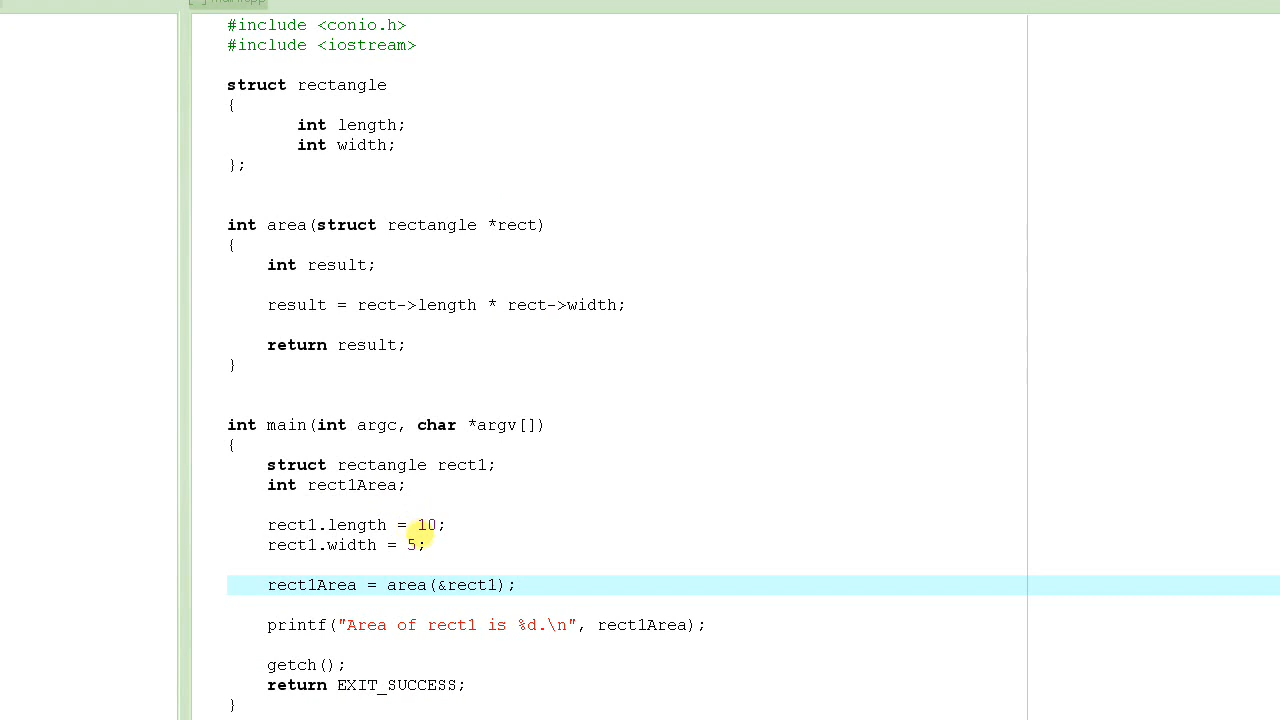 #include <conio.h>
#include <iostream>
struct rectangle
{
int length;
int width;
};
int area(struct rectangle *rect)
{
int result;
result = rect->length * rect->width;
return result;
}
int main(int argc, char *argv[])
{
struct rectangle rect1;
int rect1Area;
rect1.length = 10;
rect1.width = 5;
rect1Area = area(&rect1);
printf("Area of rect1 is %d.\n", rect1Area);
getch();
return EXIT_SUCCESS;
}